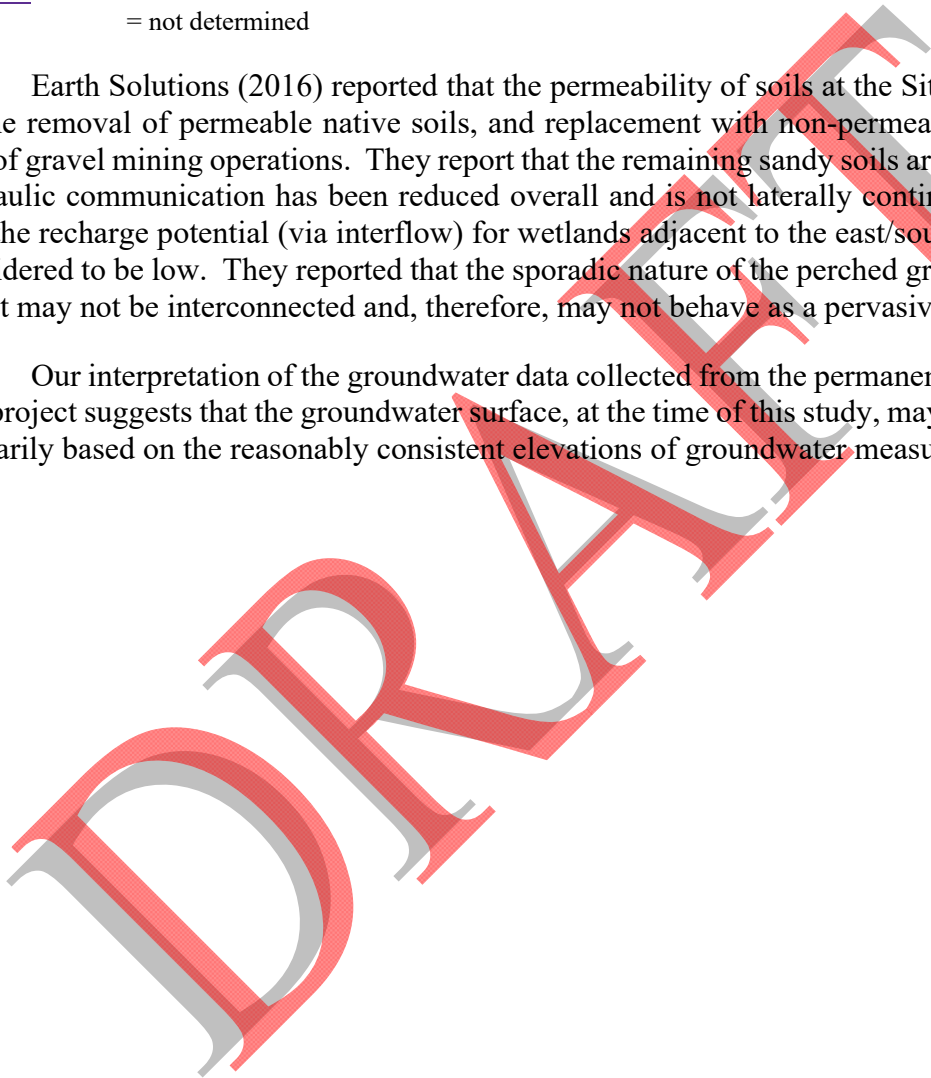 = not determined
Earth Solutions (2016) reported that the permeability of soils at the Sit
e removal of permeable native soils, and replacement with non-permea
of gravel mining operations. They report that the remaining sandy soils ar
aulic communication has been reduced overall and is not laterally contin
he recharge potential (via interflow) for wetlands adjacent to the east/sou
dered to be low. They reported that the sporadic nature of the perched gr
t may not be interconnected and, therefore, may not behave as a pervasiv
Our interpretation of the groundwater data collected from the permanen
project suggests that the groundwater surface, at the time of this study, may
arily based on the reasonably consistent elevations of groundwater measu
DRAFT